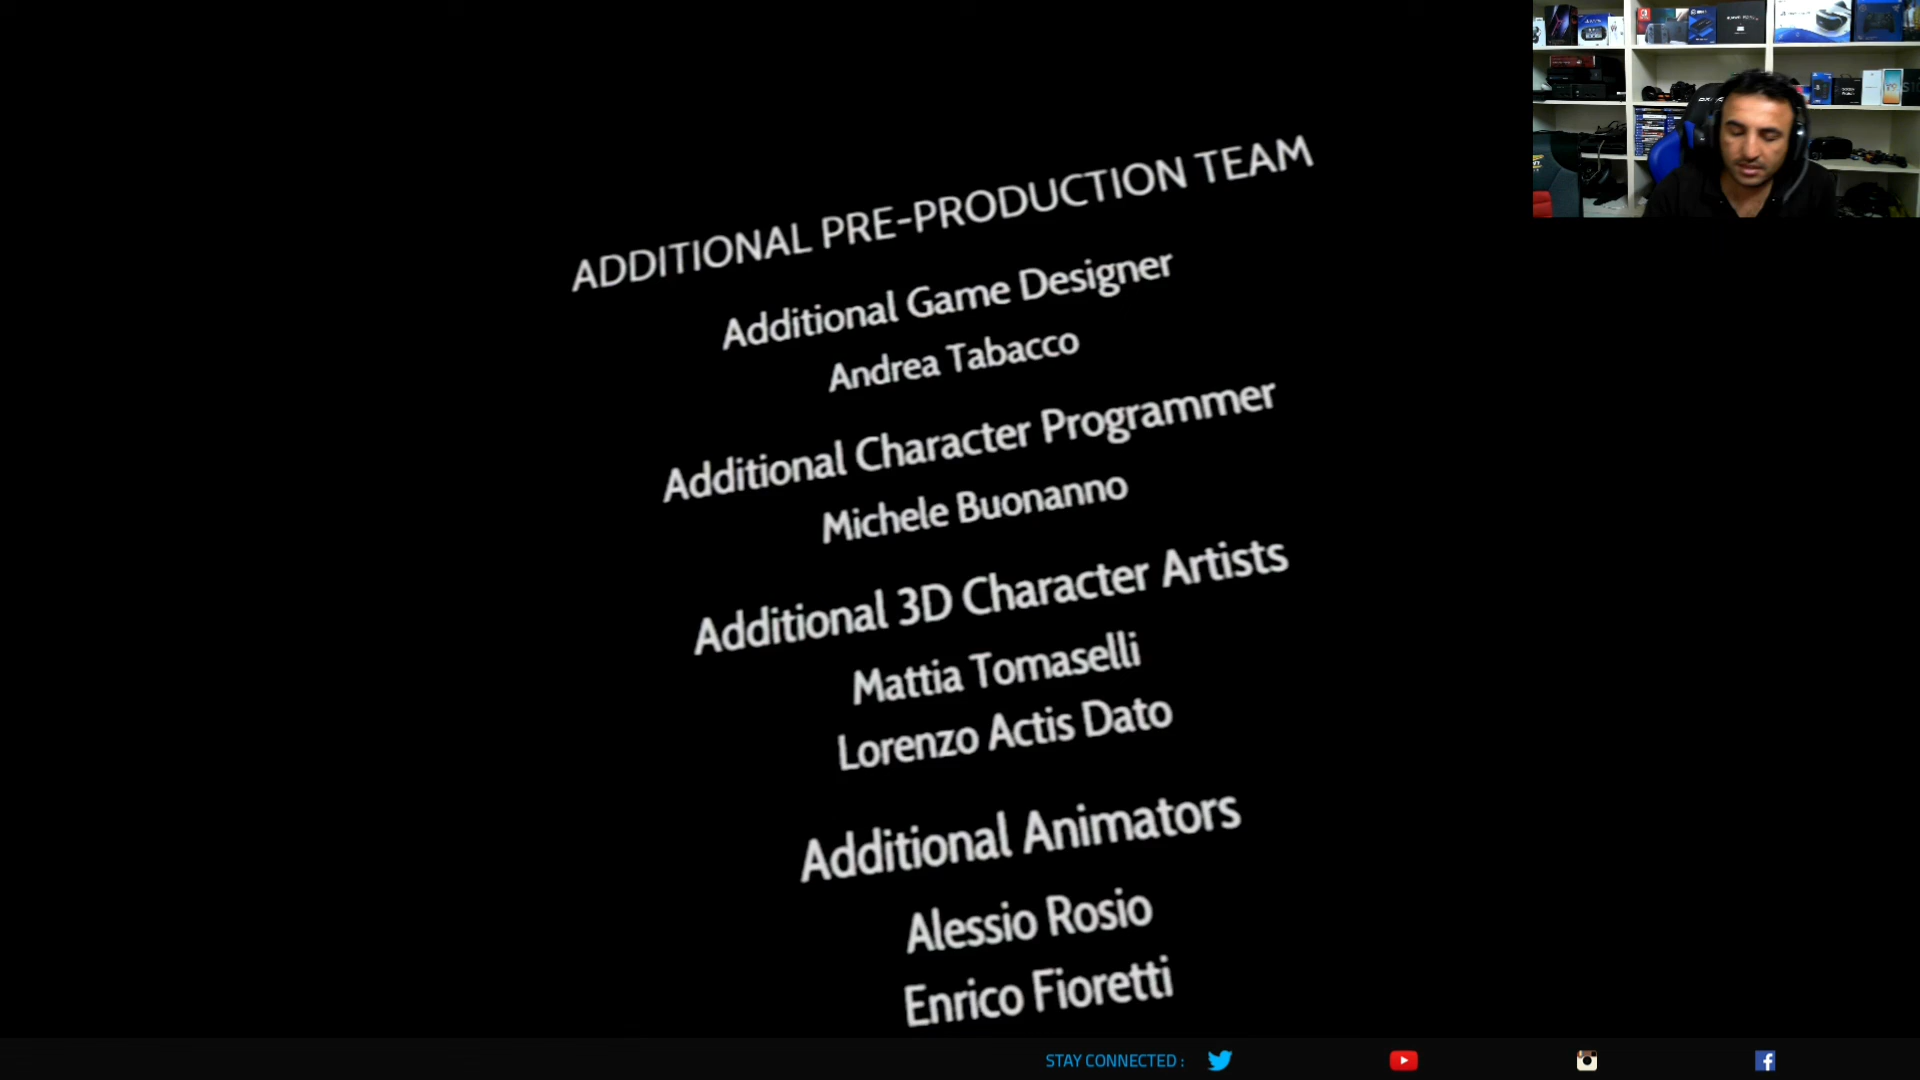 ADDITIONAL PRE-PRODUCTION TEAM
Additional Game Designer
Andrea Tabacco
Additional Character Programmer
Michele Buonanno
Additional 3D Character Artists
Mattia Tomaselli
Lorenzo Actis Dato
Additional Animators
Alessio Rosio
Enrico Fioretti
STAY CONNECTED :